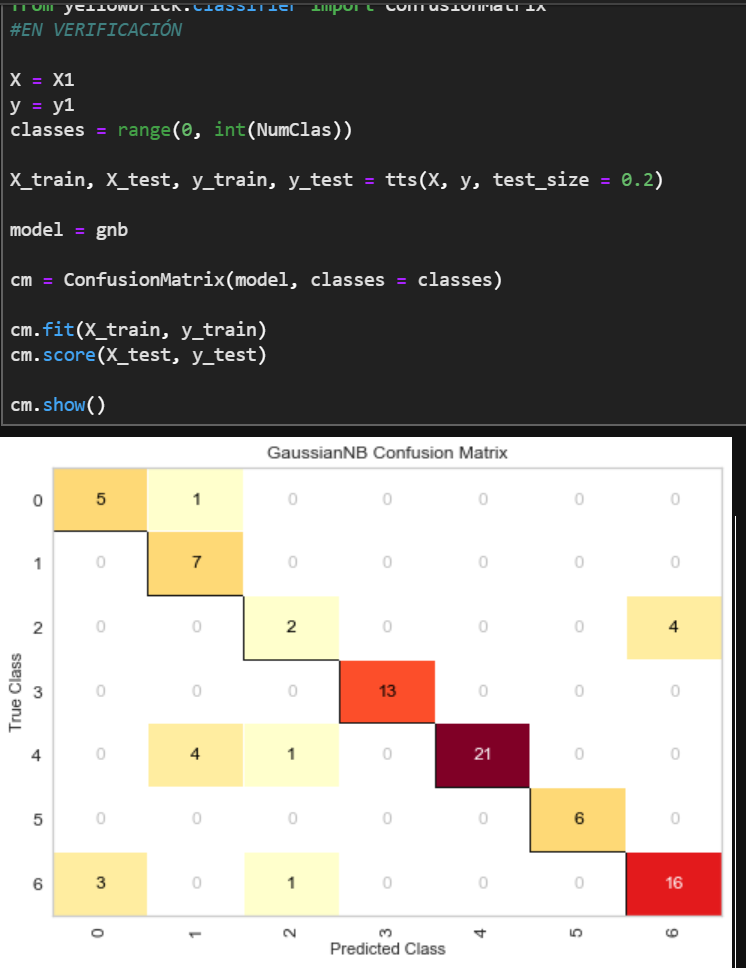 from yellowbrick.classifier import ConfusionMatrix
#EN VERIFICACIÓN
X = X1
y = y1
classes = range(0, int(NumClas))
X_train, X_test, y_train, y_test = tts(X, y, test_size = 0.2)
model = gnb
cm = ConfusionMatrix(model, classes = classes)
cm.fit(X_train, y_train)
cm.score(X_test, y_test)
cm.show()
GaussianNB Confusion Matrix
0 5 1 0 0 0 0 0
1 0 7 0 0 0 0 0
2 0 0 2 0 0 0 4
3 0 0 0 13 0 0 0
4 0 4 1 0 21 0 0
5 0 0 0 0 0 6 0
6 3 0 1 0 0 0 16
True Class
0 1 2 3 4 5 6
Predicted Class